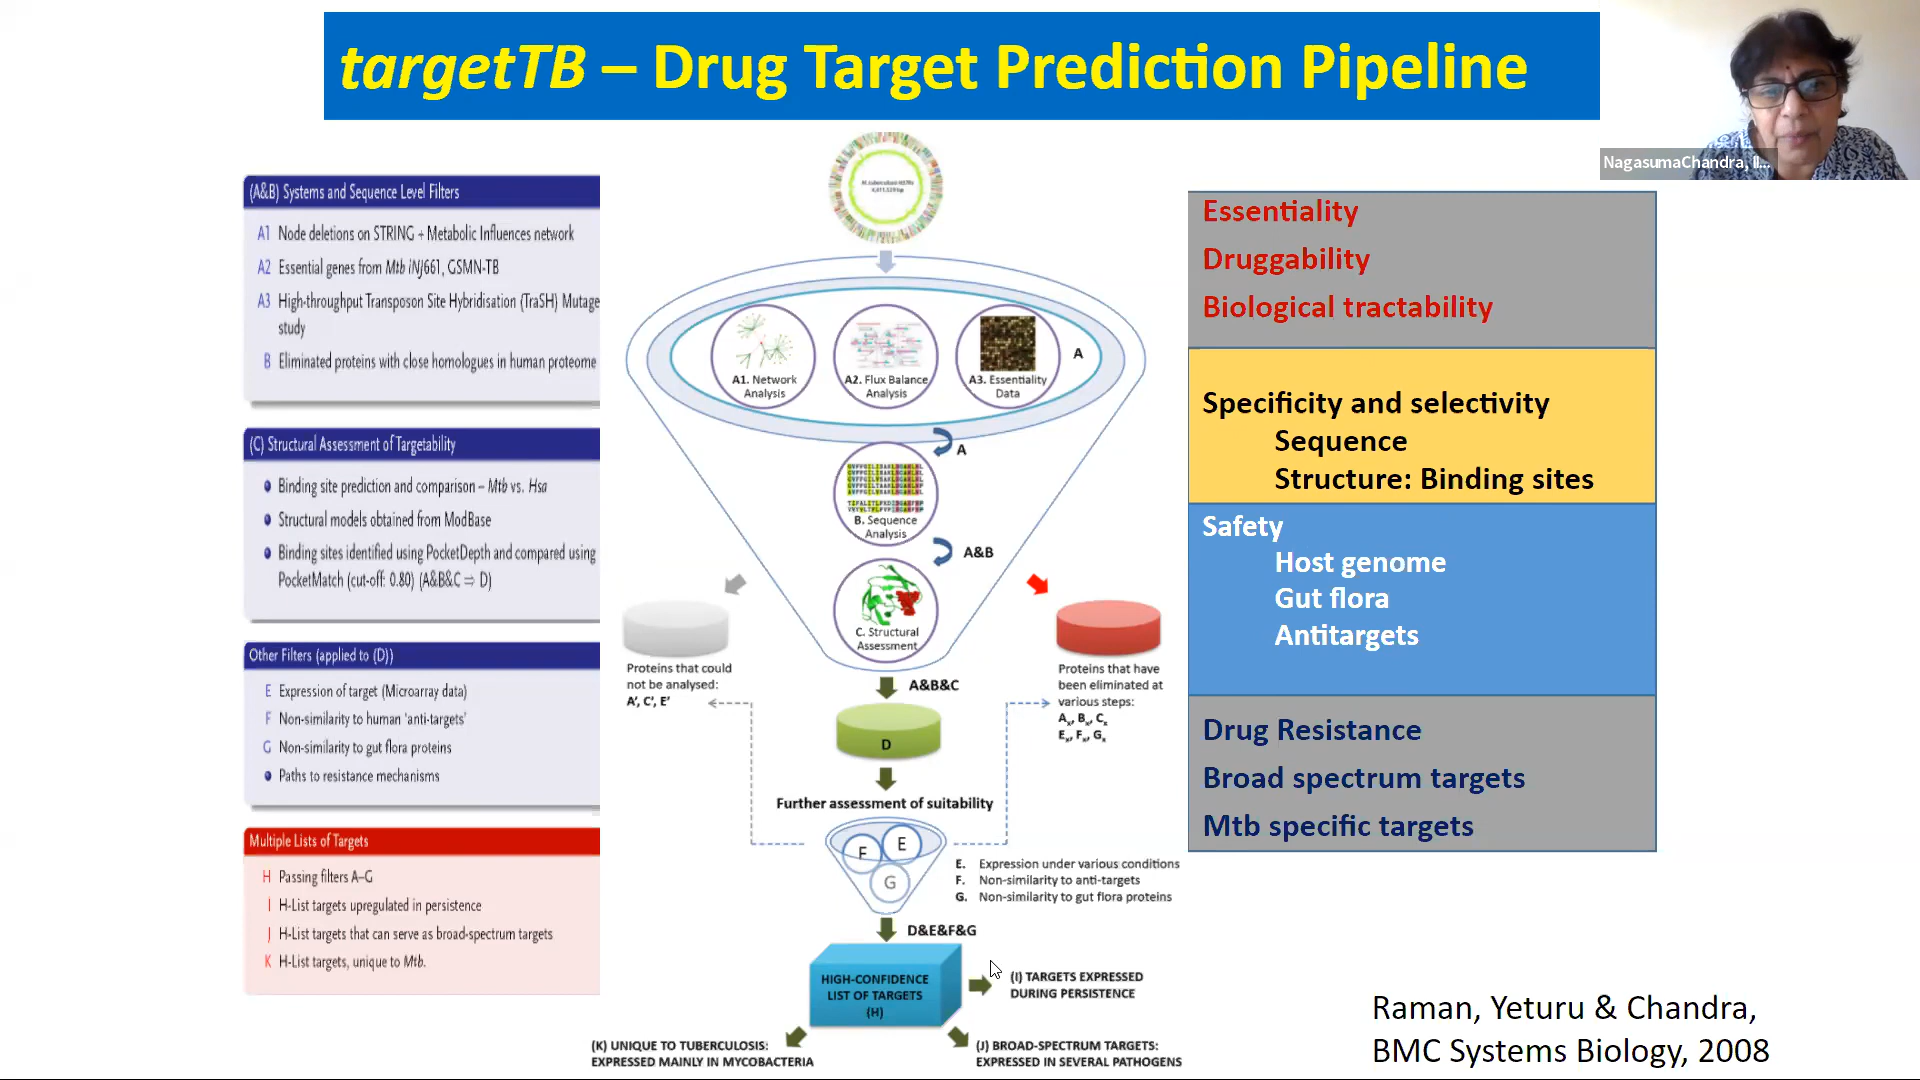 targetTB – Drug Target Prediction Pipeline
NagasumaChandra, II...
(A&B) Systems and Sequence Level Filters
A1 Node deletions on STRING + Metabolic Influences network
A2 Essential genes from Mtb iNJ661, GSMN-TB
A3 High-throughput Transposon Site Hybridisation (TraSH) Mutage
study
B Eliminated proteins with close homologues in human proteome
(C) Structural Assessment of Targetability
Binding site prediction and comparison – Mtb vs. Hsa
Structural models obtained from ModBase
Binding sites identified using PocketDepth and compared using
PocketMatch (cut-off: 0.80) (A&B&C ⇒ D)
Other Filters (applied to (D))
E Expression of target (Microarray data)
F Non-similarity to human 'anti-targets'
G Non-similarity to gut flora proteins
Paths to resistance mechanisms
Multiple Lists of Targets
H Passing filters A–G
I H-List targets upregulated in persistence
J H-List targets that can serve as broad-spectrum targets
K H-List targets, unique to Mtb.
A1. Network
Analysis
A2. Flux Balance
Analysis
A3. Essentiality
Data
A
A
B. Sequence
Analysis
A&B
C. Structural
Assessment
Proteins that could
not be analysed:
A', C', E'
Proteins that have
been eliminated at
various steps:
Ax, Bx, Cx
Ex, Fx, Gx
A&B&C
D
Further assessment of suitability
F
E
G
E. Expression under various conditions
F. Non-similarity to anti-targets
G. Non-similarity to gut flora proteins
D&E&F&G
HIGH-CONFIDENCE
LIST OF TARGETS
(H)
(I) TARGETS EXPRESSED
DURING PERSISTENCE
(K) UNIQUE TO TUBERCULOSIS:
EXPRESSED MAINLY IN MYCOBACTERIA
(J) BROAD-SPECTRUM TARGETS:
EXPRESSED IN SEVERAL PATHOGENS
Essentiality
Druggability
Biological tractability
Specificity and selectivity
Sequence
Structure: Binding sites
Safety
Host genome
Gut flora
Antitargets
Drug Resistance
Broad spectrum targets
Mtb specific targets
Raman, Yeturu & Chandra,
BMC Systems Biology, 2008